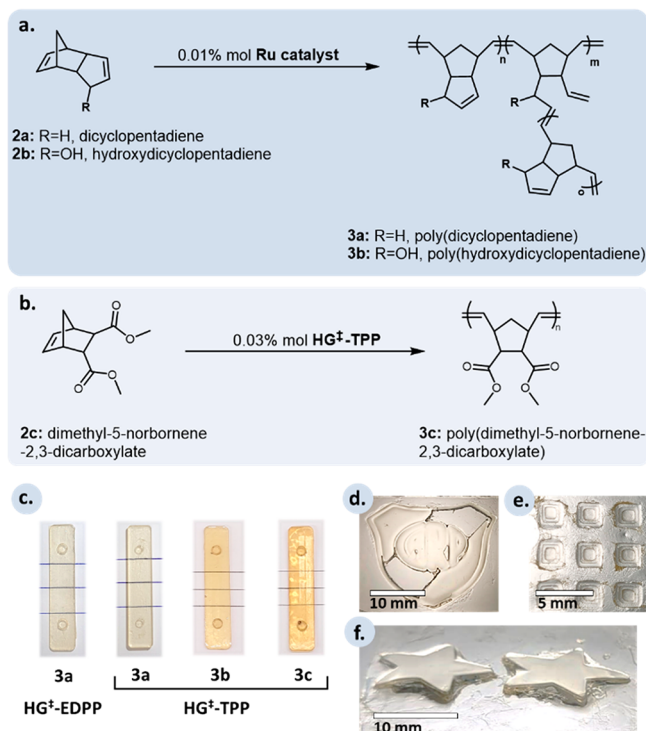 a.
0.01% mol Ru catalyst
R
2a: R=H, dicyclopentadiene
2b: R=OH, hydroxydicyclopentadiene
n
m
R
R
R
o
3a: R=H, poly(dicyclopentadiene)
3b: R=OH, poly(hydroxydicyclopentadiene)
b.
O
O
O
O
0.03% mol HG‡-TPP
n
O
O
O
O
2c: dimethyl-5-norbornene
-2,3-dicarboxylate
3c: poly(dimethyl-5-norbornene-
2,3-dicarboxylate)
c.
3a
3a
3b
3c
HG‡-EDPP
HG‡-TPP
d.
10 mm
e.
5 mm
f.
10 mm